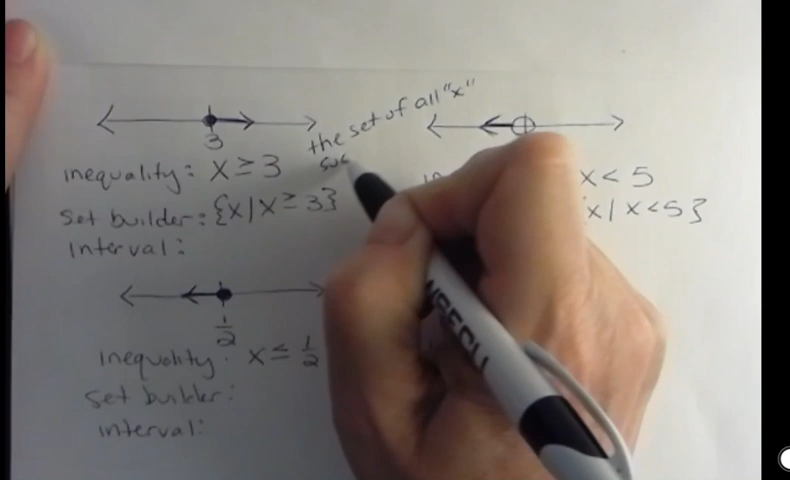 the set of all "x"
suc
3
inequality: x ≥ 3
set builder: {x | x ≥ 3}
interval:
x < 5
x | x < 5}
1/2
inequality: x ≤ 1/2
set builder:
interval: